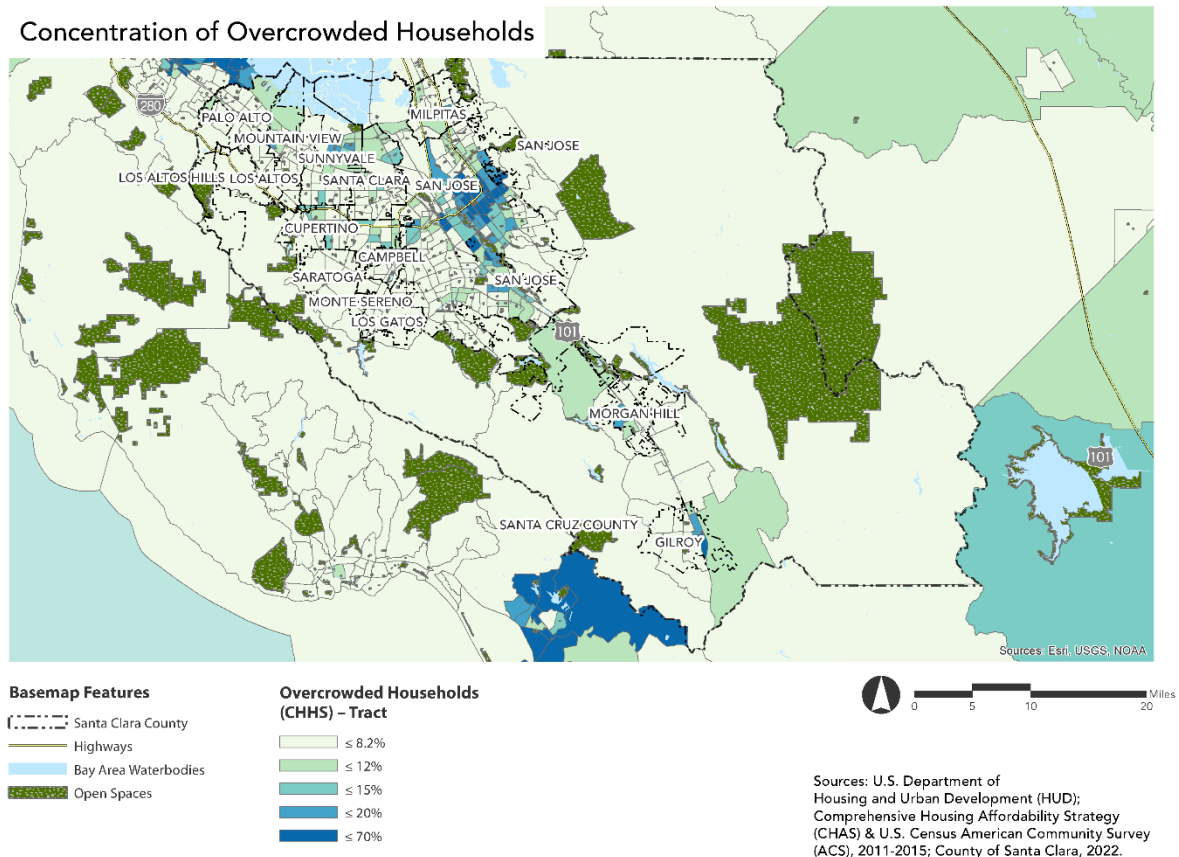 Concentration of Overcrowded Households
280
PALO ALTO
MILPITAS
MOUNTAIN VIEW
SAN JOSE
SUNNYVALE
LOS ALTOS HILLS
LOS ALTOS
SANTA CLARA
SAN JOSE
CUPERTINO
CAMPBELL
SARATOGA
SAN JOSE
MONTE SERENO
LOS GATOS
101
MORGAN HILL
101
SANTA CRUZ COUNTY
GILROY
Sources: Esri, USGS, NOAA
Basemap Features
Santa Clara County
Highways
Bay Area Waterbodies
Open Spaces
Overcrowded Households
(CHHS) – Tract
≤ 8.2%
≤ 12%
≤ 15%
≤ 20%
≤ 70%
Miles
0 5 10 20
Sources: U.S. Department of
Housing and Urban Development (HUD);
Comprehensive Housing Affordability Strategy
(CHAS) & U.S. Census American Community Survey
(ACS), 2011-2015; County of Santa Clara, 2022.